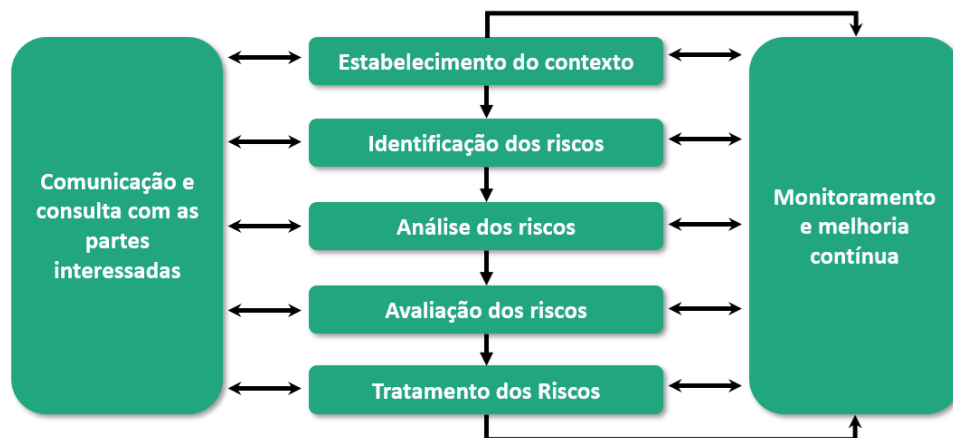 Comunicação e
consulta com as
partes
interessadas
Estabelecimento do contexto
Identificação dos riscos
Análise dos riscos
Avaliação dos riscos
Tratamento dos Riscos
Monitoramento
e melhoria
contínua